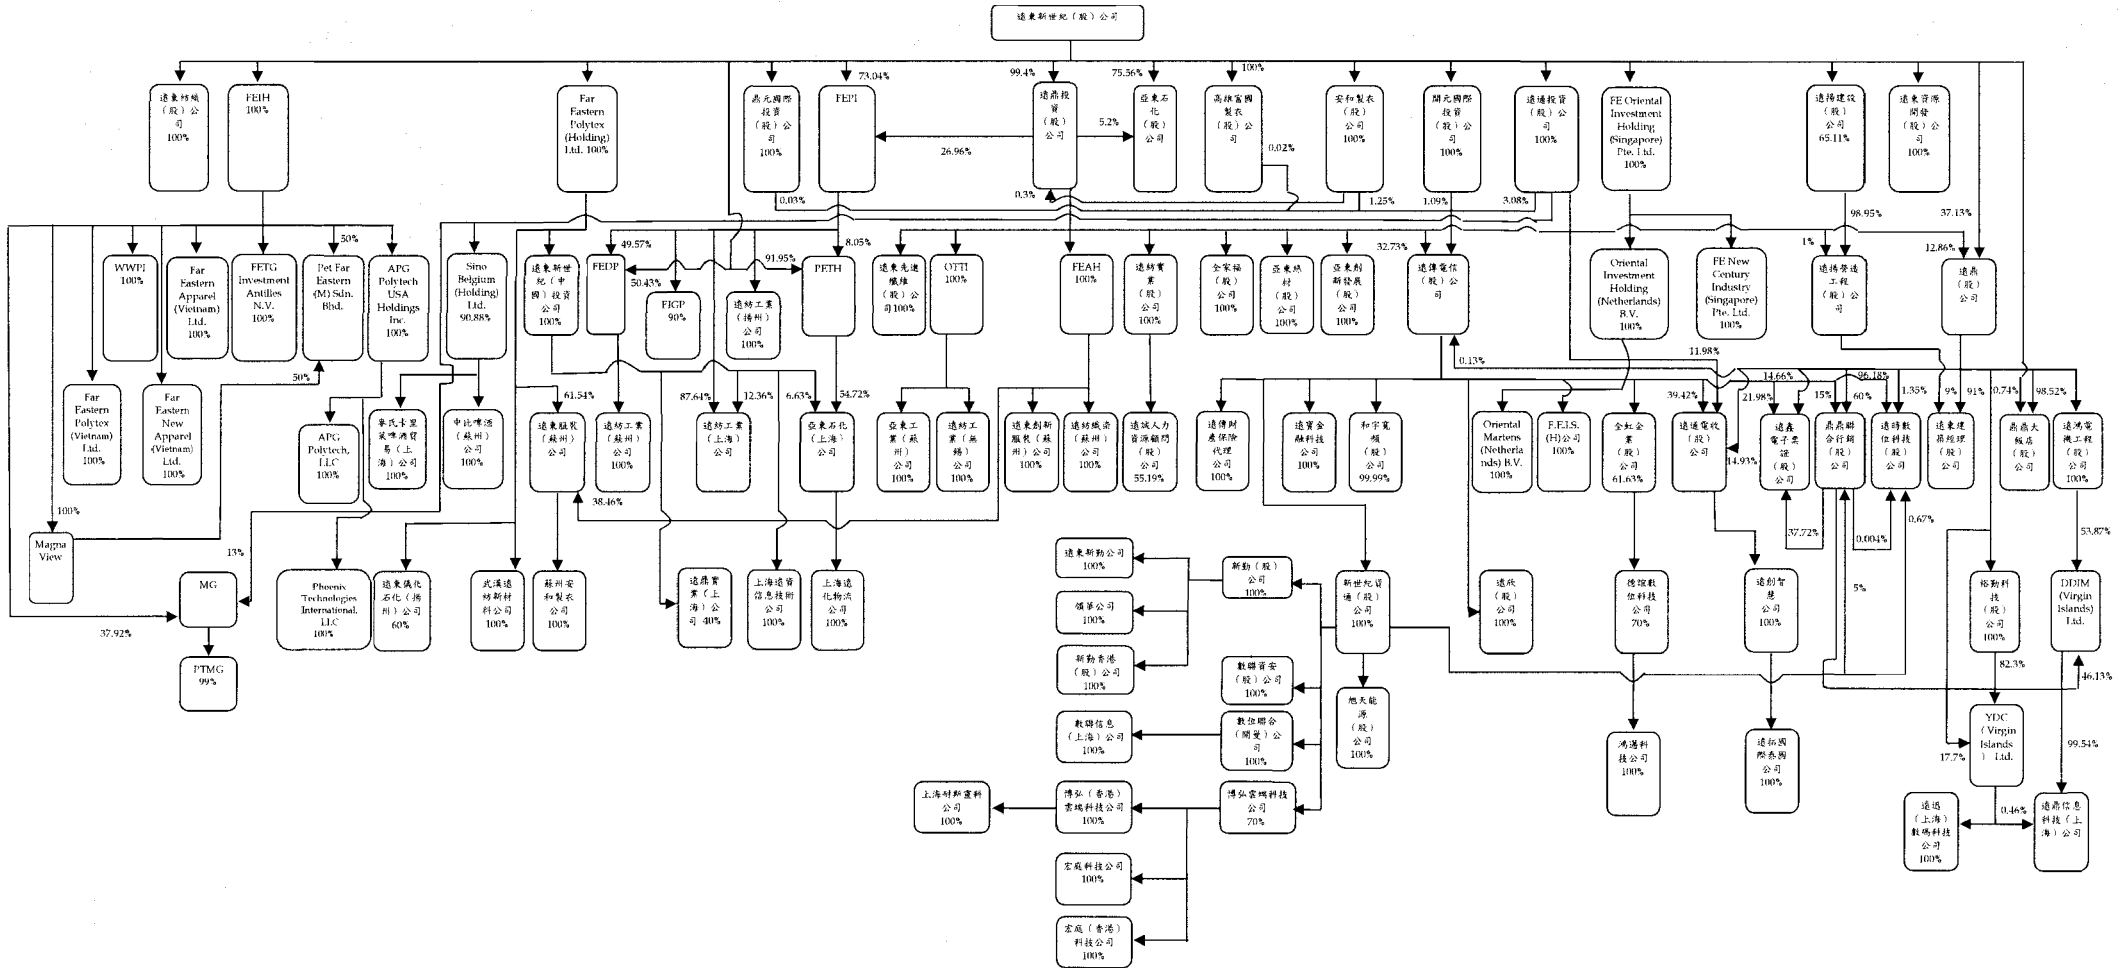 遠東新世紀（股）公司
73.04%
99.4%
75.56%
100%
遠東紡織
（股）公
司
100%
FEIH
100%
Far
Eastern
Polytex
(Holding)
Ltd. 100%
鼎元國際
投資
（股）公
司
100%
FEPI
遠鼎投
資
（股）
公司
亞東石
化（股）
公司
高雄富國
製衣
（股）公
司
100%
安和製衣
（股）
公司
100%
開元國際
投資
（股）公
司
100%
遠通投資
（股）公
司
100%
FE Oriental
Investment
Holding
(Singapore)
Pte. Ltd.
100%
遠揚建設
（股）
公司
65.11%
遠東資源
開發（股）
公司
100%
26.96%
5.2%
0.02%
0.03%
0.3%
1.25%
1.09%
3.08%
98.95%
37.13%
50%
49.57%
91.95%
50.43%
8.05%
32.73%
1%
12.86%
WWPI
100%
Far
Eastern
Apparel
(Vietnam)
Ltd.
100%
FETG
Investment
Antilles
N.V.
100%
Pet Far
Eastern
(M) Sdn.
Bhd.
APG
Polytech
USA
Holdings
Inc.
100%
Sino
Belgium
(Holding)
Ltd.
90.88%
遠東新世
紀（中
國）投資
公司
100%
FEDP
FIGP
90%
遠紡工業
（揚州）
公司
100%
PETH
遠東先進
纖維（股）公
司100%
OTTI
100%
FEAH
100%
遠紡實
業（股）
公司
100%
全家福
（股）公司
100%
亞東綠
材（股）
公司
100%
亞東創
新發展
（股）公
司100%
遠傳電信
（股）公
司
Oriental
Investment
Holding
(Netherlands)
B.V.
100%
FE New
Century
Industry
(Singapore)
Pte. Ltd.
100%
遠揚營造
工程
（股）公
司
遠鼎
（股）公
司
50%
0.13%
11.98%
14.66%
96.18%
Far
Eastern
Polytex
(Vietnam)
Ltd.
100%
Far
Eastern
New
Apparel
(Vietnam)
Ltd.
100%
APG
Polytech,
LLC
100%
麥氏卡里
萊啤酒貿
易（上
海）公司
100%
中比啤酒
（蘇州）
公司
100%
61.54%
遠東服裝
（蘇州）
公司
遠紡工業
（蘇州）
公司
100%
87.64%
12.36%
遠紡工業
（上海）
公司
6.63%
54.72%
亞東石化
（上海）
公司
亞東工
業（蘇
州）
公司
100%
遠紡工
業（無
錫）
公司
100%
遠東創新
服裝（蘇
州）公司
100%
遠紡織染
（蘇州）
公司
100%
遠誠人力
資源顧問
（股）公司
55.19%
遠傳財
產保險
代理公司
100%
遠資金
融科技
公司
100%
和宇寬
頻
（股）公司
99.99%
Oriental
Martens
(Netherla
nds) B.V.
100%
F.E.I.S.
(H)公司
100%
全虹企
業（股）
公司
61.63%
39.42%
遠通電收
（股）
公司
14.93%
21.98%
遠鑫
電子票
證（股）
公司
15%
60%
鼎鼎聯
合行銷
（股）公
司
1.35%
遠時數
位科技
（股）
公司
9%
91%
遠東建
築經理
（股）公
司
0.74%
98.52%
鼎鼎大
飯店
（股）
公司
遠鴻電
機工程
（股）公
司
100%
38.46%
100%
Magna
View
13%
MG
37.92%
PTMG
99%
Phoenix
Technologies
International,
LLC
100%
遠東儀化
石化（揚
州）公司
60%
武漢遠
紡新材
料公司
100%
蘇州安
和製衣
公司
100%
遠鼎實
業（上
海）公
司 40%
上海遠資
信息技術
公司
100%
上海遠
化物流
公司
100%
遠東新勤公司
100%
新勤（股）
公司
100%
領華公司
100%
新勤香港
（股）公司
100%
新世紀資
通（股）
公司
100%
遠欣
（股）公
司
100%
德誼數
位科技
公司
70%
遠創智
慧
公司
100%
37.72%
0.004%
0.67%
5%
裕勤科
技
（股）
公司
100%
53.87%
DDIM
(Virgin
Islands)
Ltd.
數聯資安
（股）公司
100%
數聯信息
（上海）公司
100%
數位聯合
（開曼）公
司
100%
旭天能
源
（股）
公司
100%
鴻邁科
技公司
100%
遠拓國
際泰國
公司
100%
82.3%
46.13%
YDC
(Virgin
Islands
) Ltd.
17.7%
99.54%
上海耐斯靈科
公司
100%
博弘（香港）
雲端科技公司
100%
博弘雲端科技
公司
70%
宏庭科技公司
100%
宏庭（香港）
科技公司
100%
遠迅
（上海）
數碼科技
公司
100%
0.46%
遠鼎信息
科技（上
海）公司